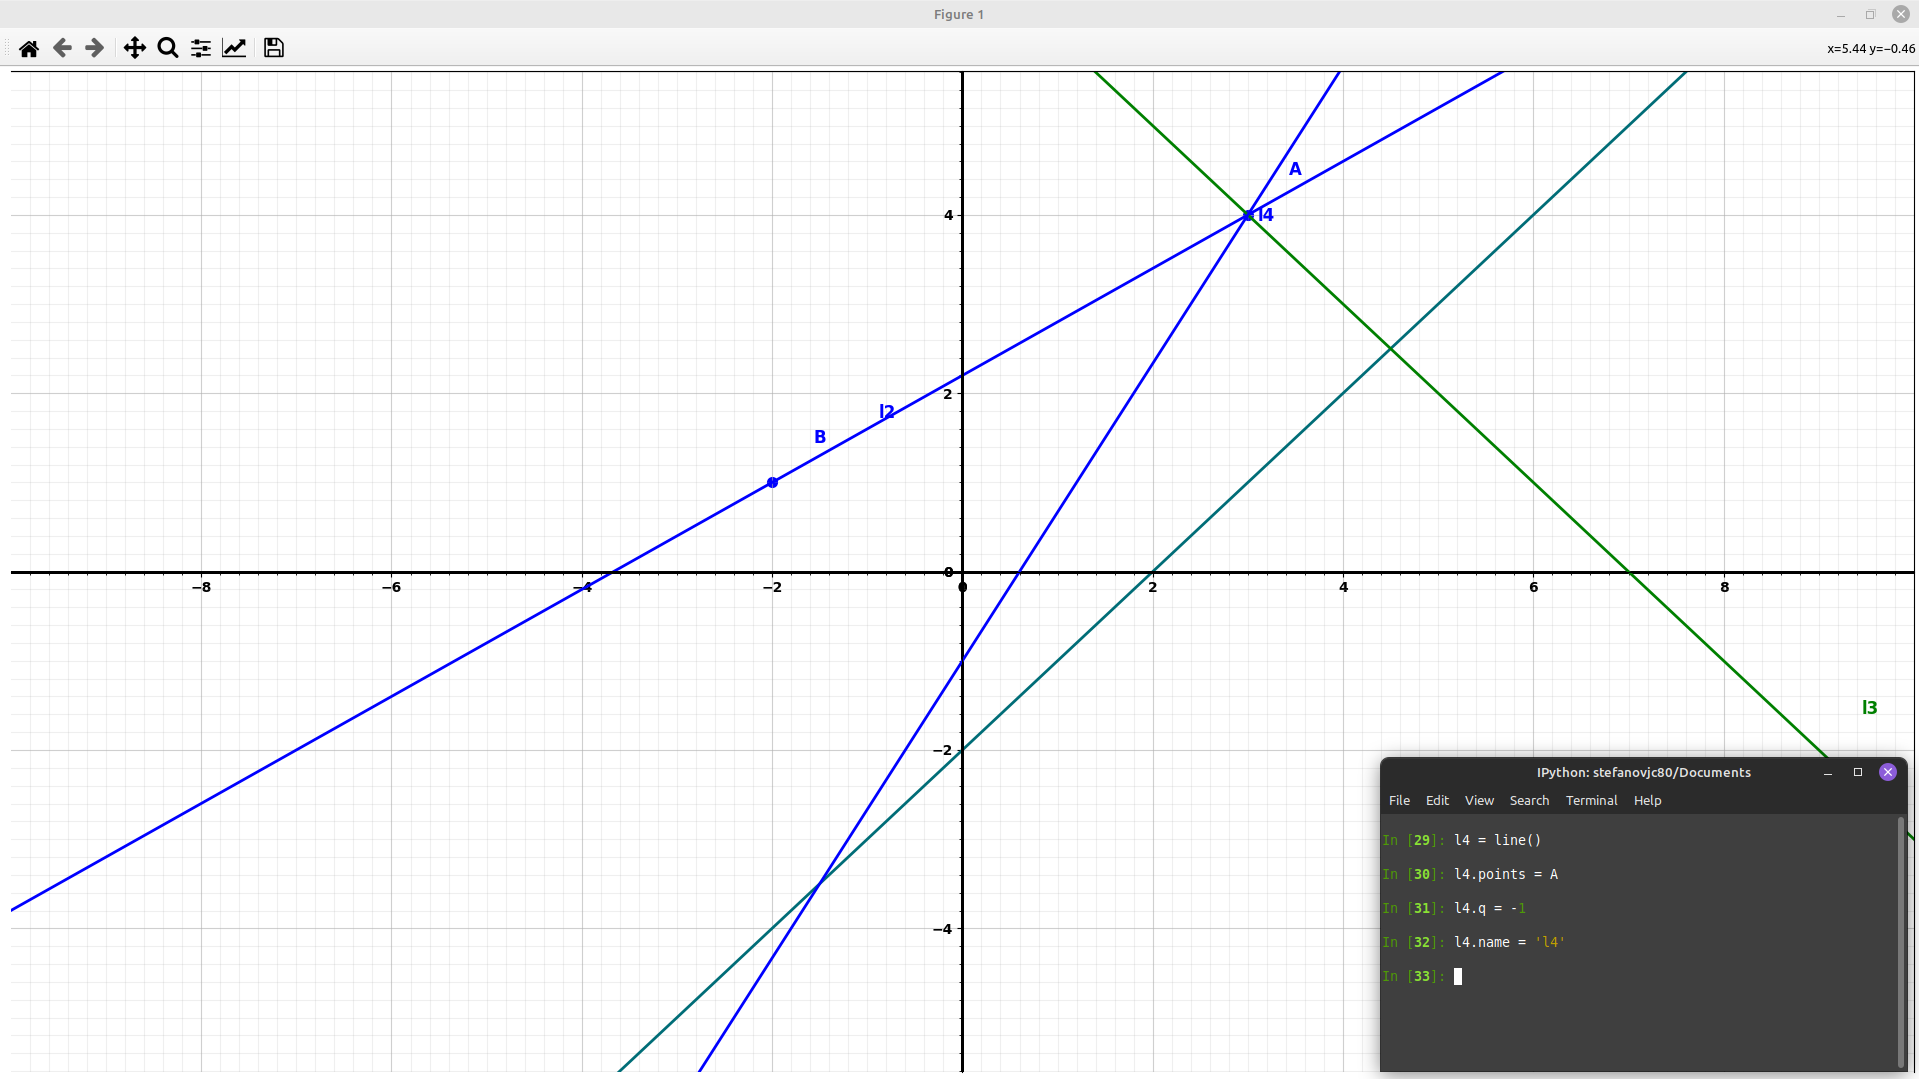 Figure 1
x=5.44 y=−0.46
A
4
l4
2
l2
B
0
−8
−6
−4
−2
0
2
4
6
8
l3
−2
−4
IPython: stefanovjc80/Documents
File Edit View Search Terminal Help
In [29]: l4 = line()
In [30]: l4.points = A
In [31]: l4.q = -1
In [32]: l4.name = 'l4'
In [33]: